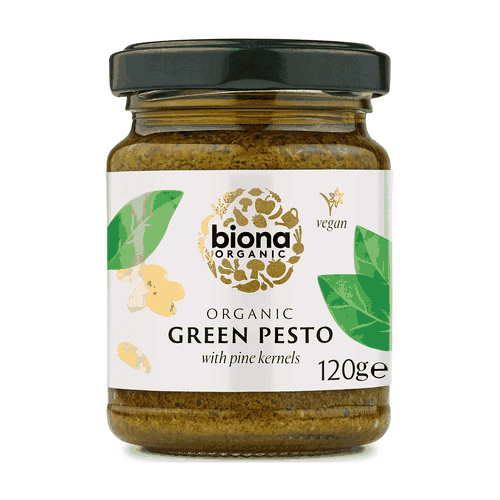 biona
ORGANIC
vegan
ORGANIC
GREEN PESTO
with pine kernels
120g℮